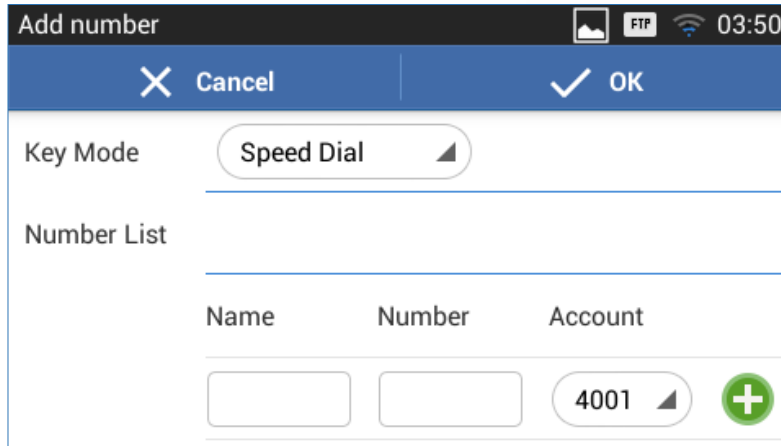 Add number FTP 03:50
Cancel OK
Key Mode Speed Dial
Number List
Name Number Account
4001